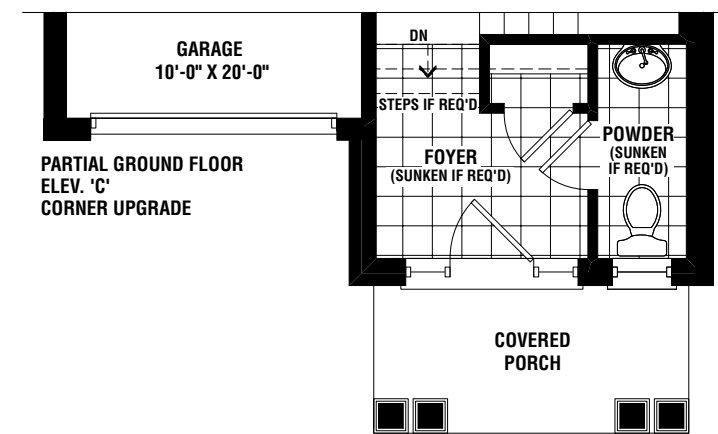 GARAGE
10'-0" X 20'-0"
DN
STEPS IF REQ'D
FOYER
(SUNKEN IF REQ'D)
POWDER
(SUNKEN
IF REQ'D)
PARTIAL GROUND FLOOR
ELEV. 'C'
CORNER UPGRADE
COVERED
PORCH